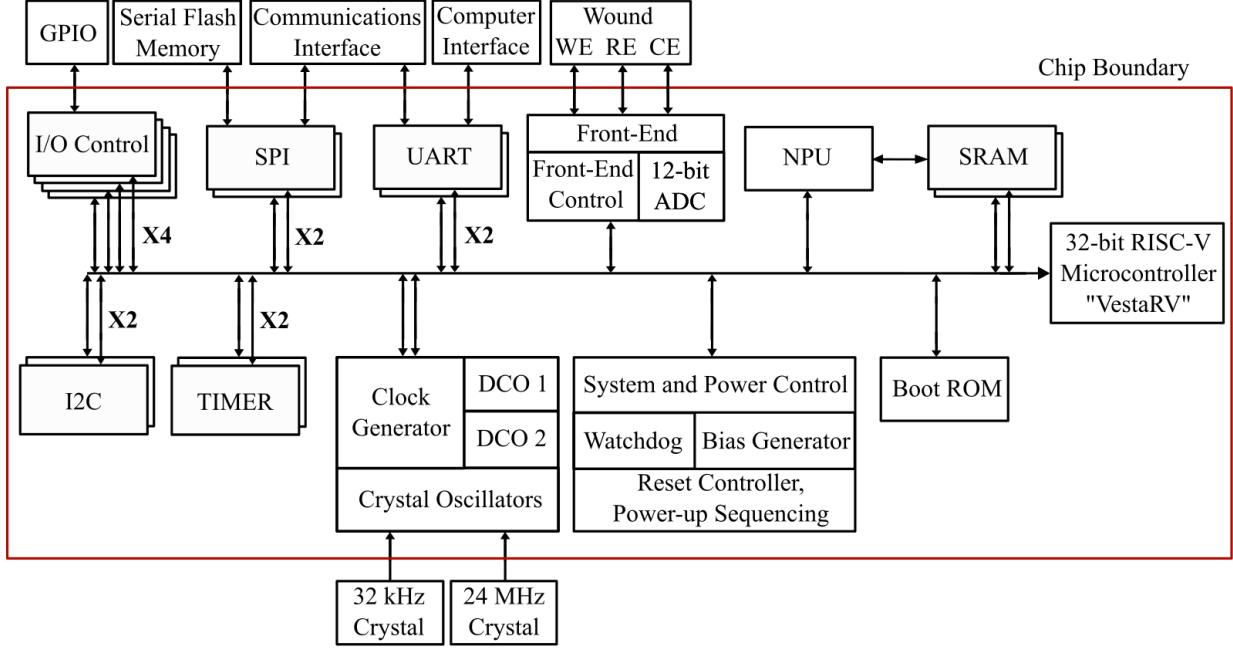 GPIO
Serial Flash
Memory
Communications
Interface
Computer
Interface
Wound
WE RE CE
Chip Boundary
I/O Control
SPI
UART
Front-End
Front-End
Control
12-bit
ADC
NPU
SRAM
X4
X2
X2
32-bit RISC-V
Microcontroller
"VestaRV"
X2
X2
I2C
TIMER
Clock
Generator
DCO 1
DCO 2
Crystal Oscillators
System and Power Control
Watchdog
Bias Generator
Reset Controller,
Power-up Sequencing
Boot ROM
32 kHz
Crystal
24 MHz
Crystal